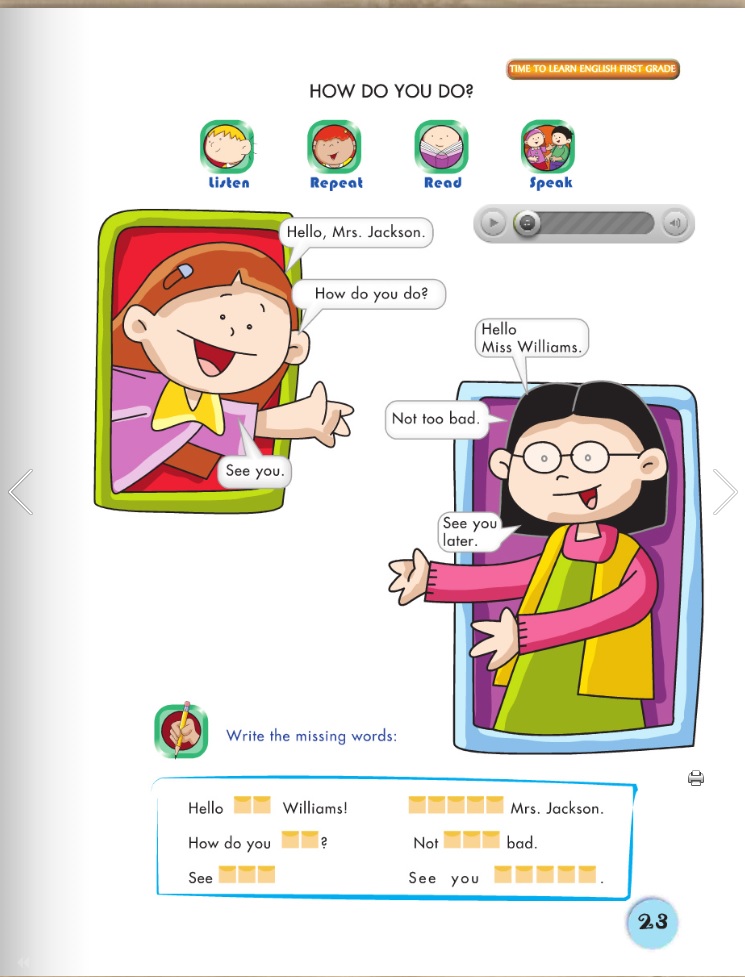 TIME TO LEARN ENGLISH FIRST GRADE
HOW DO YOU DO?
Listen
Repeat
Read
Speak
Hello, Mrs. Jackson.
How do you do?
See you.
Hello
Miss Williams.
Not too bad.
See you
later.
Write the missing words:
Hello Williams! Mrs. Jackson.
How do you ? Not bad.
See See you .
23
44